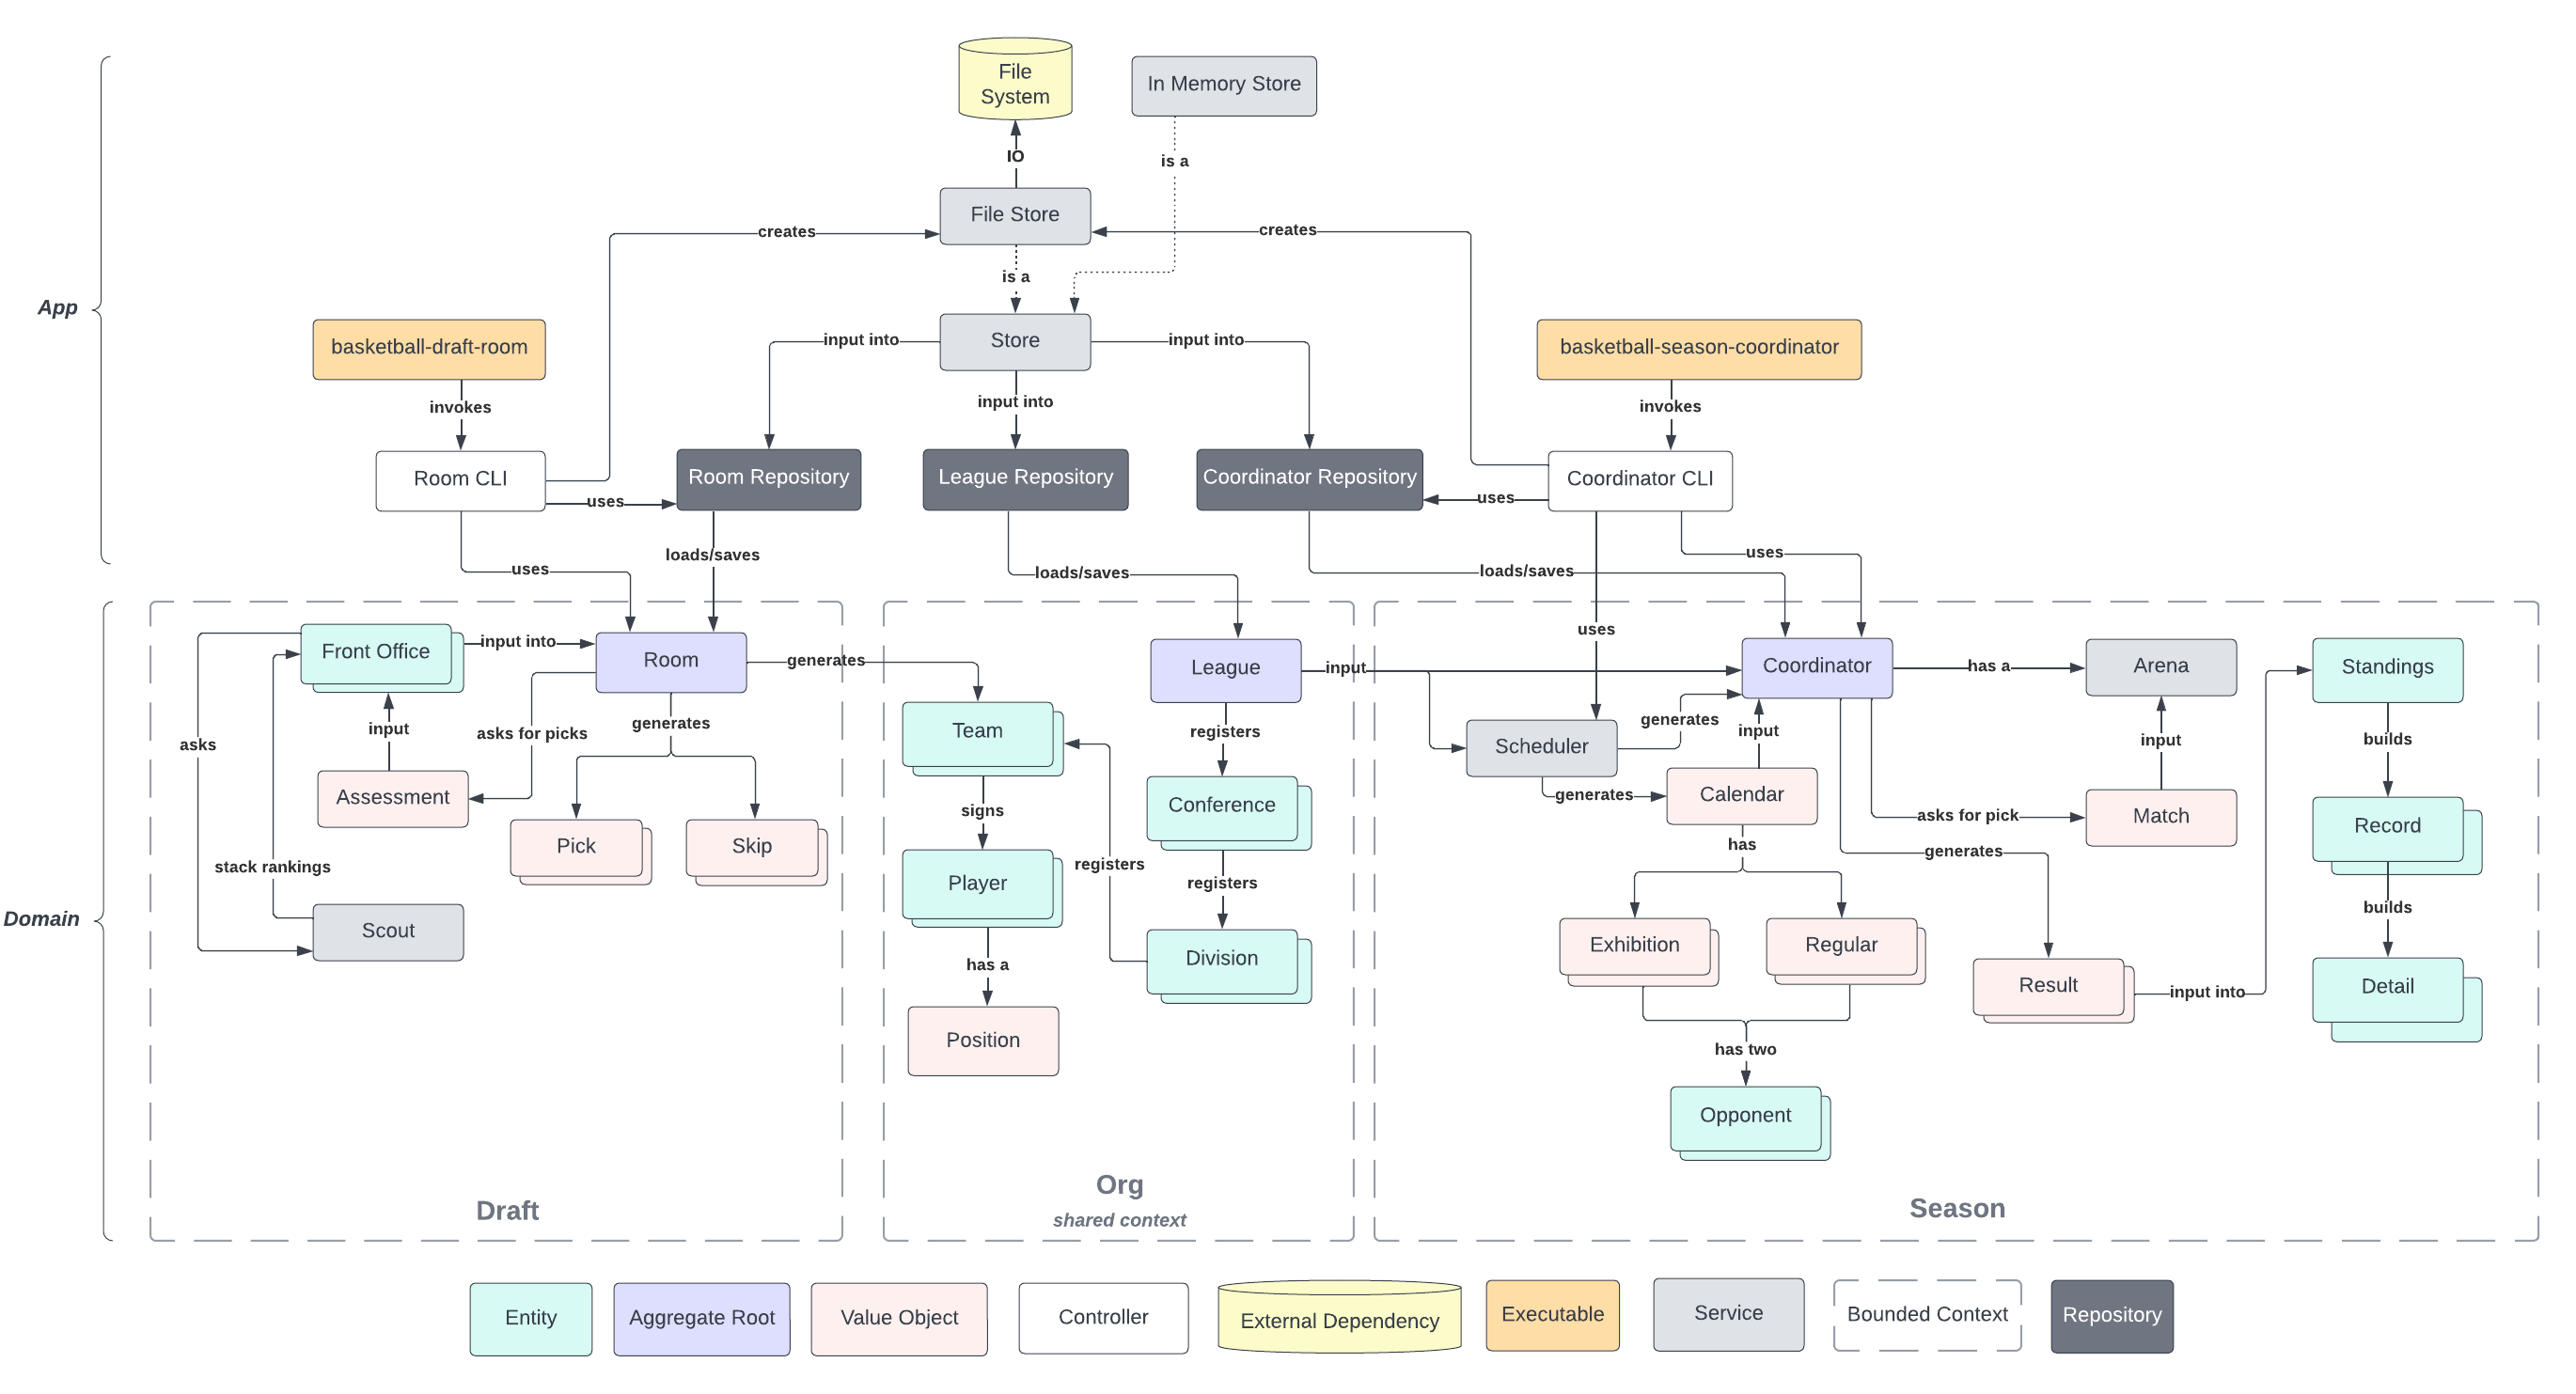 File
System
In Memory Store
IO
is a
File Store
creates
creates
is a
App
basketball-draft-room
input into
Store
input into
basketball-season-coordinator
invokes
input into
invokes
Room CLI
Room Repository
League Repository
Coordinator Repository
Coordinator CLI
uses
uses
loads/saves
uses
uses
loads/saves
loads/saves
uses
Front Office
input into
Room
generates
League
input
Coordinator
has a
Arena
Standings
asks
input
asks for picks
generates
Team
registers
Scheduler
generates
input
input
builds
Assessment
signs
Conference
generates
Calendar
asks for pick
Match
Record
Pick
Skip
has
generates
stack rankings
Player
registers
registers
builds
Domain
Scout
has a
Division
Exhibition
Regular
Result
input into
Detail
Position
has two
Opponent
Draft
Org
shared context
Season
Entity
Aggregate Root
Value Object
Controller
External Dependency
Executable
Service
Bounded Context
Repository